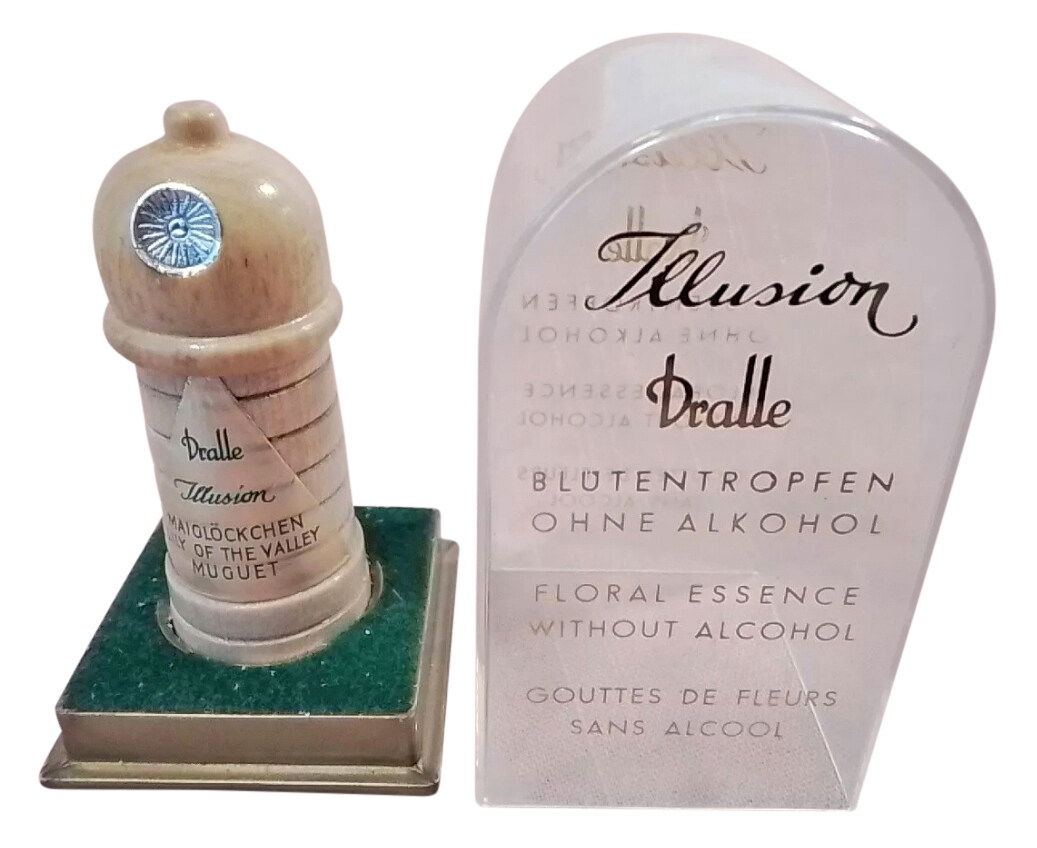 Dralle
Illusion
MAIGLÖCKCHEN
LILY OF THE VALLEY
MUGUET
Illusion
Dralle
BLÜTENTROPFEN
OHNE ALKOHOL
FLORAL ESSENCE
WITHOUT ALCOHOL
GOUTTES DE FLEURS
SANS ALCOOL